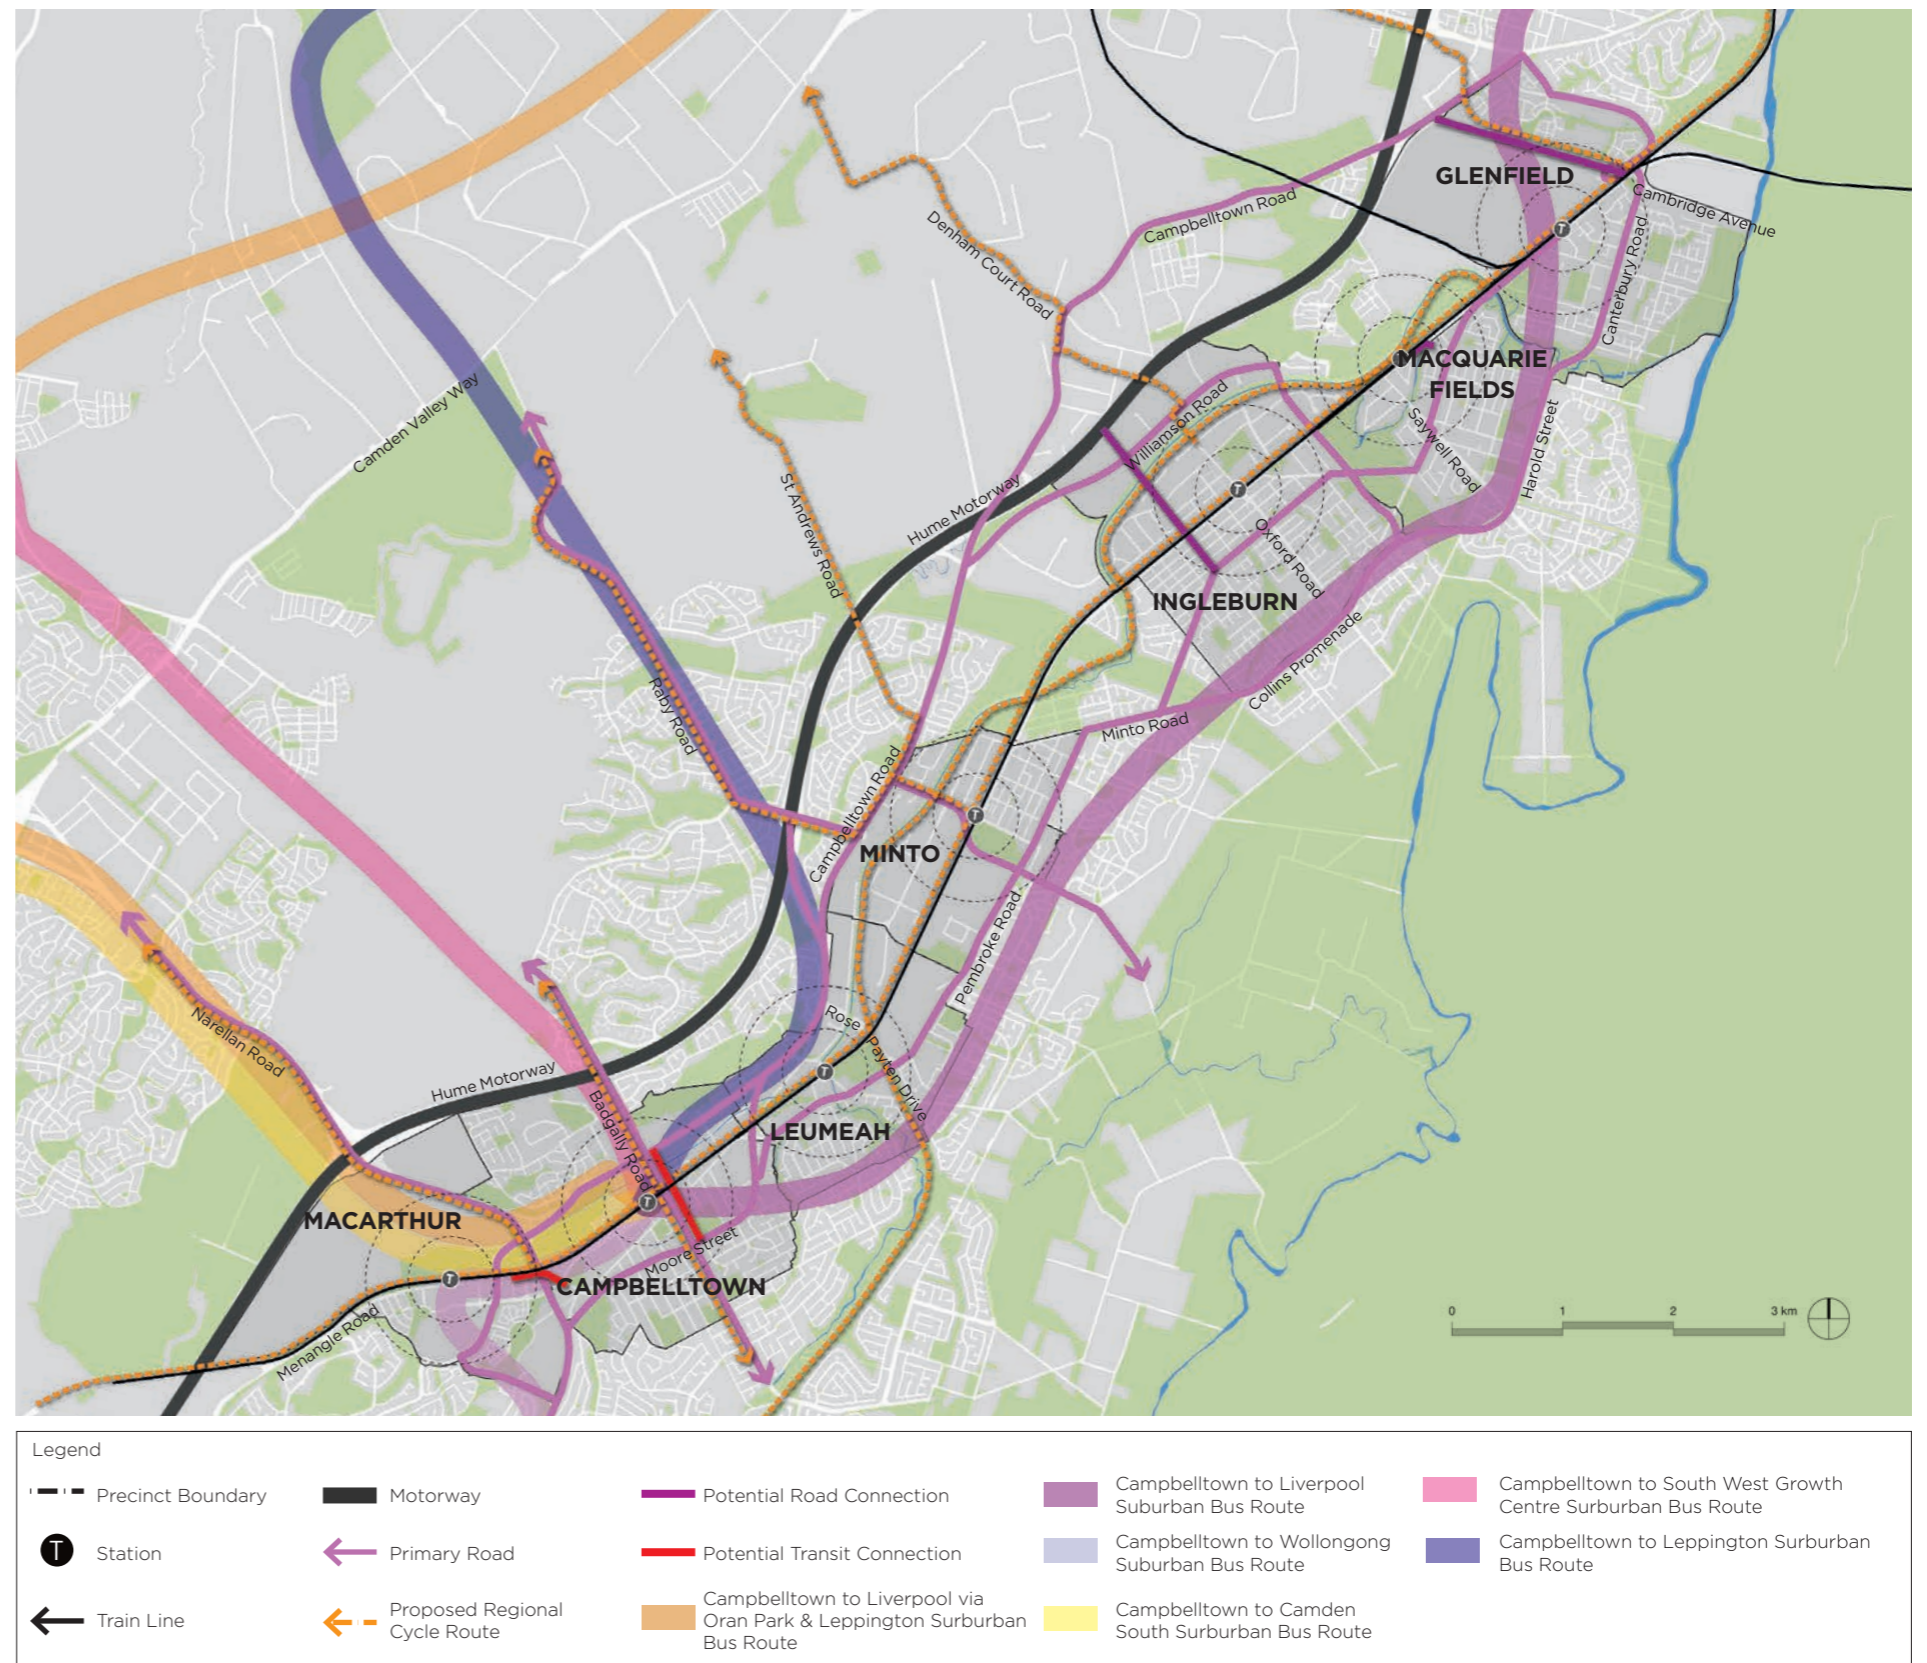 GLENFIELD
Cambridge Avenue
Campbelltown Road
Canterbury Road
Denham Court Road
MACQUARIE
FIELDS
Camden Valley Way
Williamson Road
Saywell Road
Harold Street
St Andrews Road
Hume Motorway
Oxford Road
INGLEBURN
Collins Promenade
Raby Road
Minto Road
Campbelltown Road
MINTO
Pembroke Road
Narellan Road
Rose
Payten Drive
Hume Motorway
Badgally Road
LEUMEAH
MACARTHUR
Moore Street
CAMPBELLTOWN
Menangle Road
T
T
T
T
T
T
T
0 1 2 3 km
Legend
Precinct Boundary
Motorway
Potential Road Connection
Campbelltown to Liverpool
Suburban Bus Route
Campbelltown to South West Growth
Centre Surburban Bus Route
T
Station
Primary Road
Potential Transit Connection
Campbelltown to Wollongong
Suburban Bus Route
Campbelltown to Leppington Surburban
Bus Route
Train Line
Proposed Regional
Cycle Route
Campbelltown to Liverpool via
Oran Park & Leppington Surburban
Bus Route
Campbelltown to Camden
South Surburban Bus Route